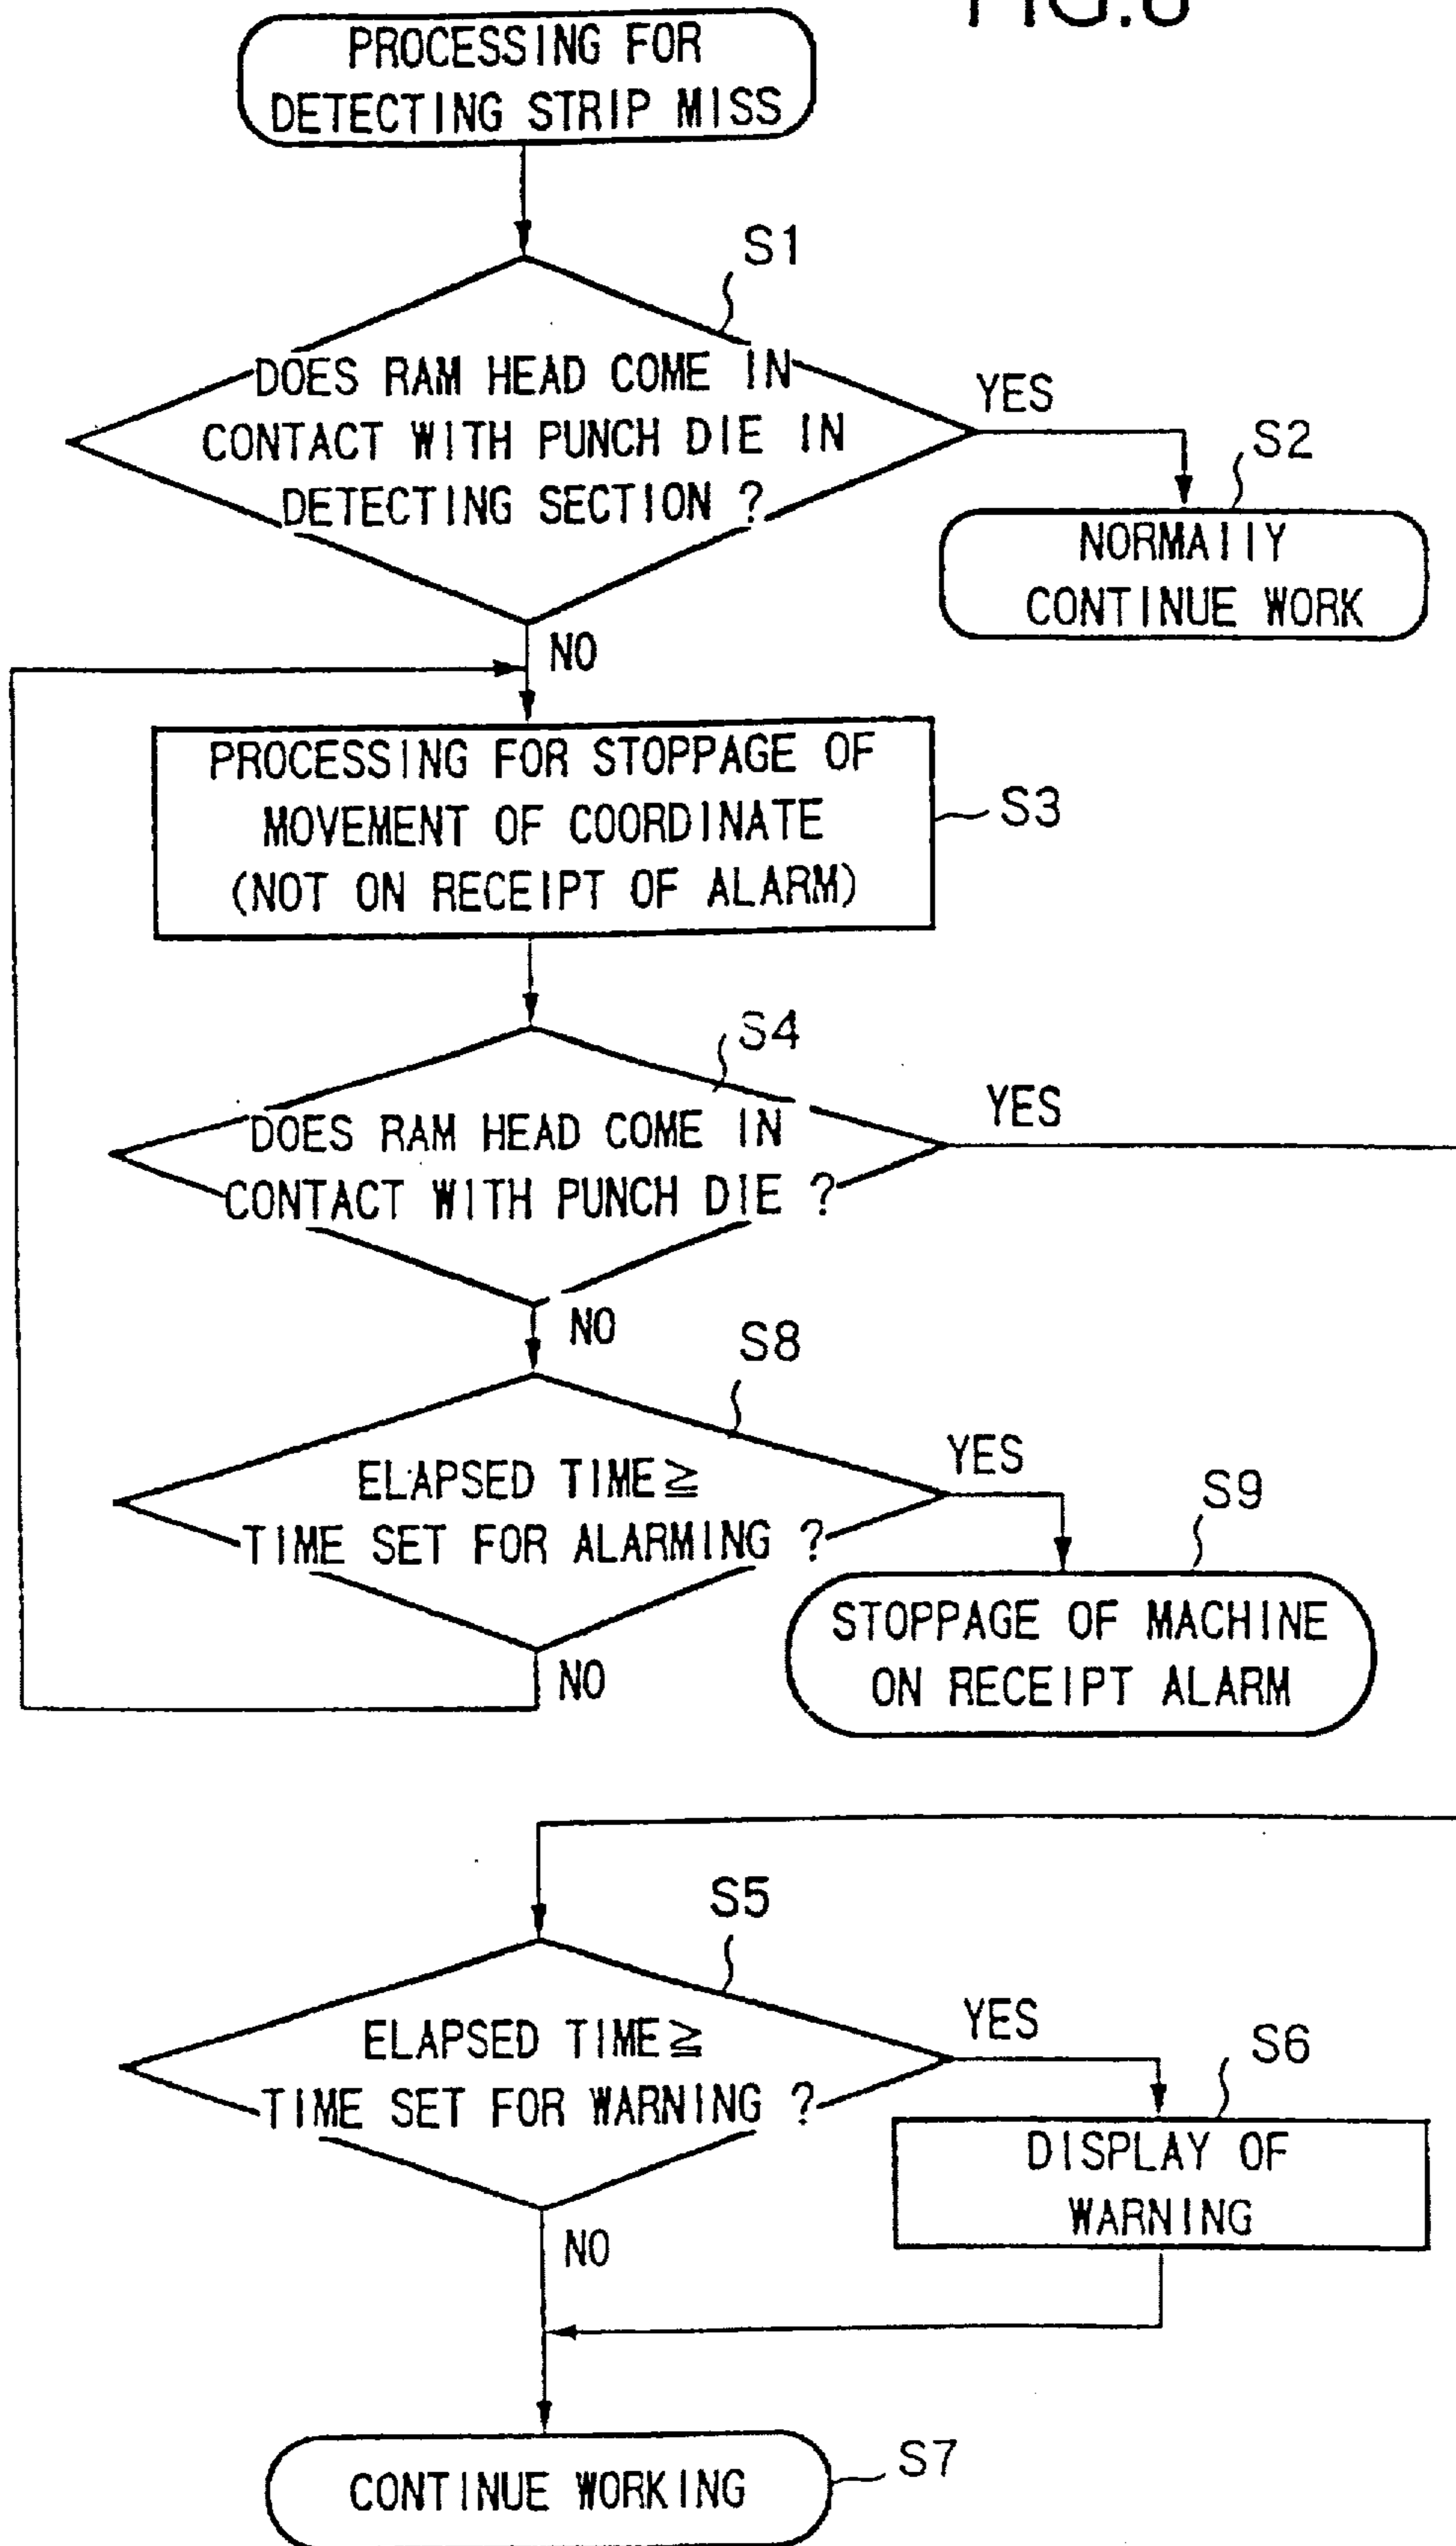 PROCESSING FOR
DETECTING STRIP MISS
S1
DOES RAM HEAD COME IN
CONTACT WITH PUNCH DIE IN
DETECTING SECTION ?
YES
S2
NORMAIIY
CONTINUE WORK
NO
PROCESSING FOR STOPPAGE OF
MOVEMENT OF COORDINATE
(NOT ON RECEIPT OF ALARM)
S3
S4
DOES RAM HEAD COME IN
CONTACT WITH PUNCH DIE ?
YES
NO
S8
ELAPSED TIME≧
TIME SET FOR ALARMING ?
YES
S9
STOPPAGE OF MACHINE
ON RECEIPT ALARM
NO
S5
ELAPSED TIME≧
TIME SET FOR WARNING ?
YES
S6
DISPLAY OF
WARNING
NO
CONTINUE WORKING
S7